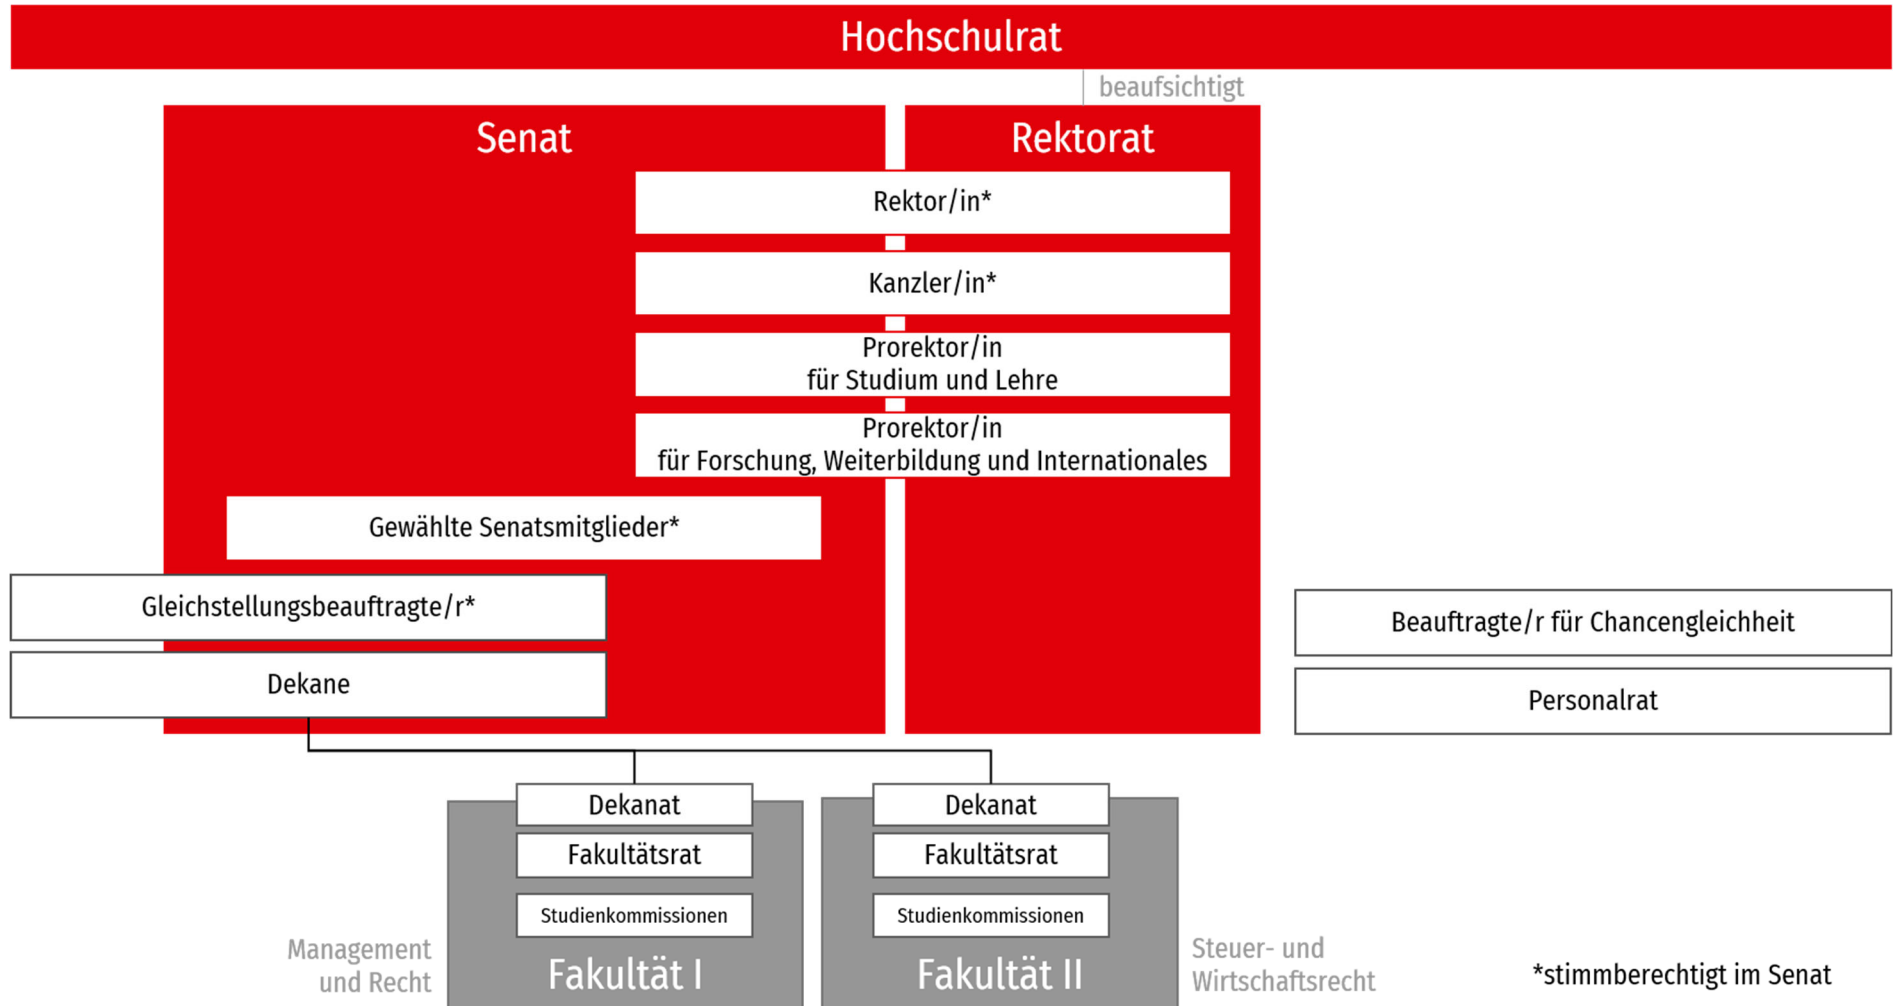 Hochschulrat
beaufsichtigt
Senat
Rektorat
Rektor/in*
Kanzler/in*
Prorektor/in
für Studium und Lehre
Prorektor/in
für Forschung, Weiterbildung und Internationales
Gewählte Senatsmitglieder*
Gleichstellungsbeauftragte/r*
Dekane
Beauftragte/r für Chancengleichheit
Personalrat
Dekanat
Fakultätsrat
Studienkommissionen
Fakultät I
Management
und Recht
Dekanat
Fakultätsrat
Studienkommissionen
Fakultät II
Steuer- und
Wirtschaftsrecht
*stimmberechtigt im Senat